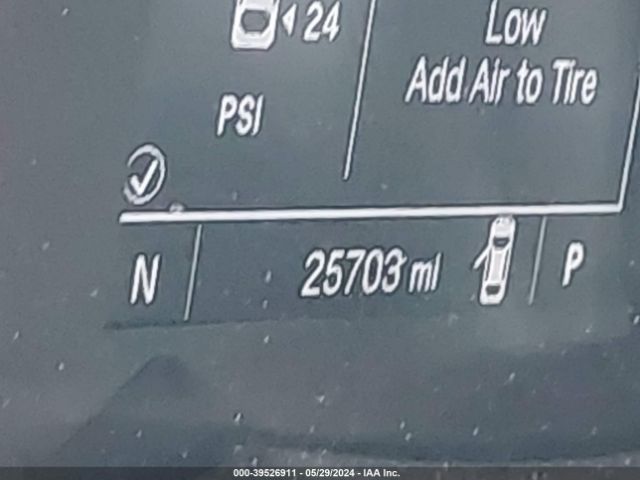 24
Low
Add Air to Tire
PSI
N 25703 mi P
000-39526911 - 05/29/2024 - IAA Inc.